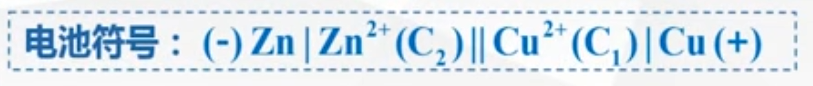 电池符号：(-) Zn | Zn²⁺(C₂) || Cu²⁺(C₁) | Cu (+)